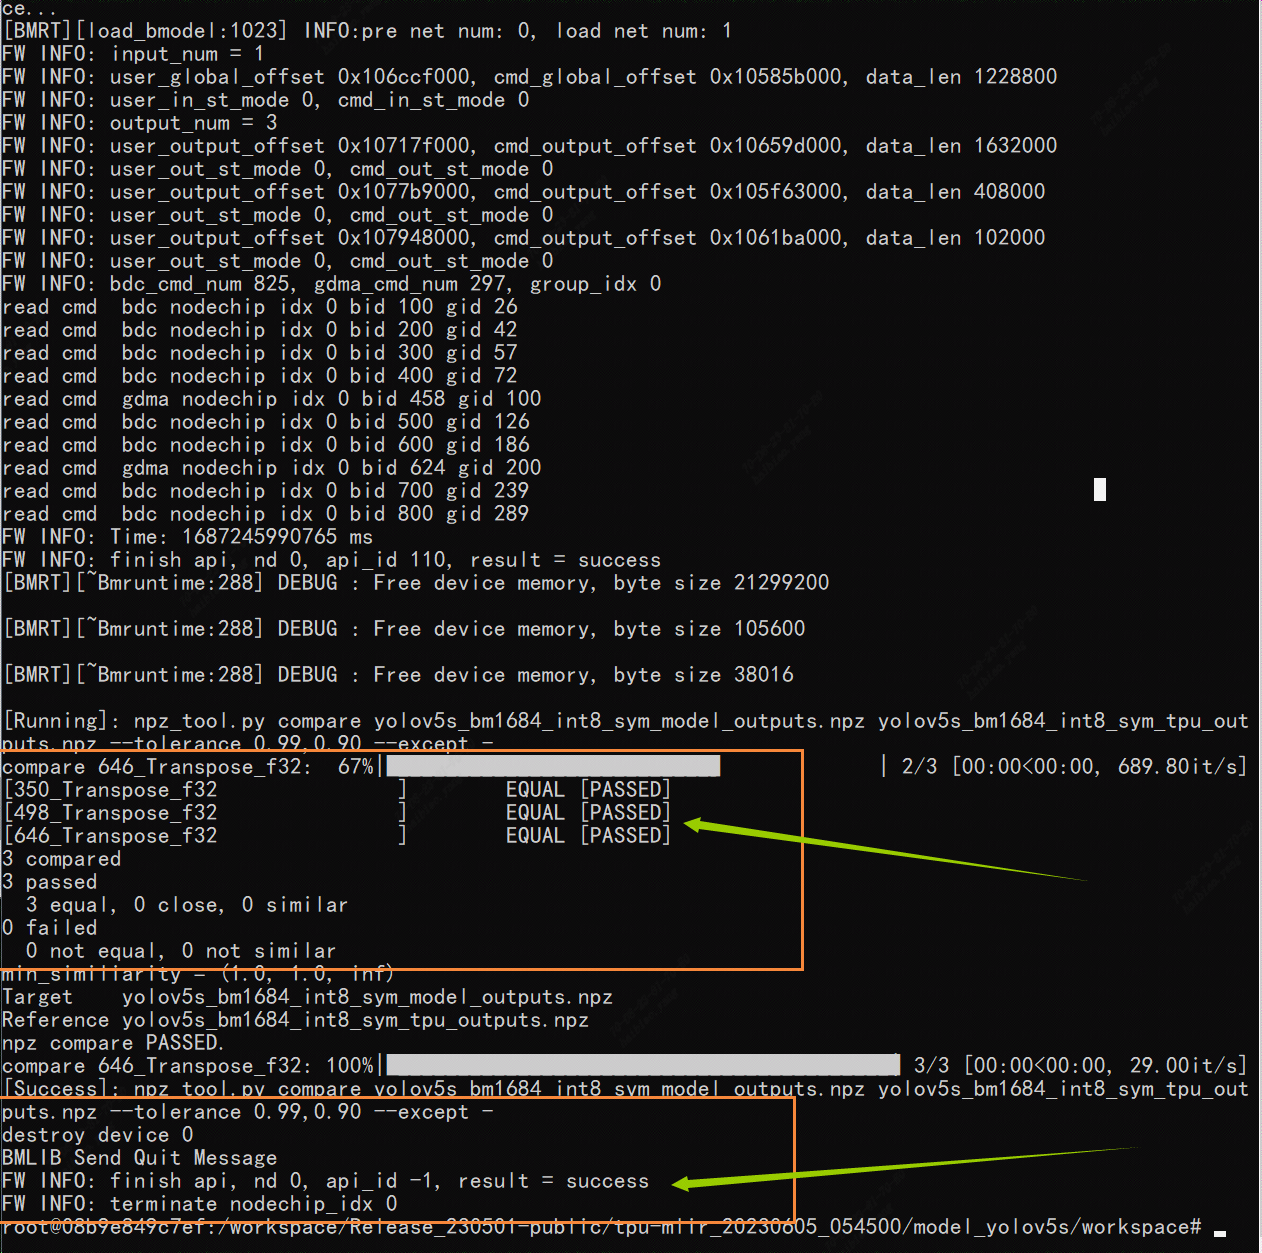 ce...
[BMRT][load_bmodel:1023] INFO:pre net num: 0, load net num: 1
FW INFO: input_num = 1
FW INFO: user_global_offset 0x106ccf000, cmd_global_offset 0x10585b000, data_len 1228800
FW INFO: user_in_st_mode 0, cmd_in_st_mode 0
FW INFO: output_num = 3
FW INFO: user_output_offset 0x10717f000, cmd_output_offset 0x10659d000, data_len 1632000
FW INFO: user_out_st_mode 0, cmd_out_st_mode 0
FW INFO: user_output_offset 0x1077b9000, cmd_output_offset 0x105f63000, data_len 408000
FW INFO: user_out_st_mode 0, cmd_out_st_mode 0
FW INFO: user_output_offset 0x107948000, cmd_output_offset 0x1061ba000, data_len 102000
FW INFO: user_out_st_mode 0, cmd_out_st_mode 0
FW INFO: bdc_cmd_num 825, gdma_cmd_num 297, group_idx 0
read cmd  bdc nodechip idx 0 bid 100 gid 26
read cmd  bdc nodechip idx 0 bid 200 gid 42
read cmd  bdc nodechip idx 0 bid 300 gid 57
read cmd  bdc nodechip idx 0 bid 400 gid 72
read cmd  gdma nodechip idx 0 bid 458 gid 100
read cmd  bdc nodechip idx 0 bid 500 gid 126
read cmd  bdc nodechip idx 0 bid 600 gid 186
read cmd  gdma nodechip idx 0 bid 624 gid 200
read cmd  bdc nodechip idx 0 bid 700 gid 239
read cmd  bdc nodechip idx 0 bid 800 gid 289
FW INFO: Time: 1687245990765 ms
FW INFO: finish api, nd 0, api_id 110, result = success
[BMRT][~Bmruntime:288] DEBUG : Free device memory, byte size 21299200
[BMRT][~Bmruntime:288] DEBUG : Free device memory, byte size 105600
[BMRT][~Bmruntime:288] DEBUG : Free device memory, byte size 38016
[Running]: npz_tool.py compare yolov5s_bm1684_int8_sym_model_outputs.npz yolov5s_bm1684_int8_sym_tpu_out
puts.npz --tolerance 0.99,0.90 --except -
compare 646_Transpose_f32:  67%| | 2/3 [00:00<00:00, 689.80it/s]
[350_Transpose_f32 ] EQUAL [PASSED]
[498_Transpose_f32 ] EQUAL [PASSED]
[646_Transpose_f32 ] EQUAL [PASSED]
3 compared
3 passed
3 equal, 0 close, 0 similar
0 failed
0 not equal, 0 not similar
min_similiarity = (1.0, 1.0, inf)
Target    yolov5s_bm1684_int8_sym_model_outputs.npz
Reference yolov5s_bm1684_int8_sym_tpu_outputs.npz
npz compare PASSED.
compare 646_Transpose_f32: 100%| | 3/3 [00:00<00:00, 29.00it/s]
[Success]: npz_tool.py compare yolov5s_bm1684_int8_sym_model_outputs.npz yolov5s_bm1684_int8_sym_tpu_out
puts.npz --tolerance 0.99,0.90 --except -
destroy device 0
BMLIB Send Quit Message
FW INFO: finish api, nd 0, api_id -1, result = success
FW INFO: terminate nodechip_idx 0
root@08b9e849c7ef:/workspace/Release_230501-public/tpu-mlir_20230605_054500/model_yolov5s/workspace#